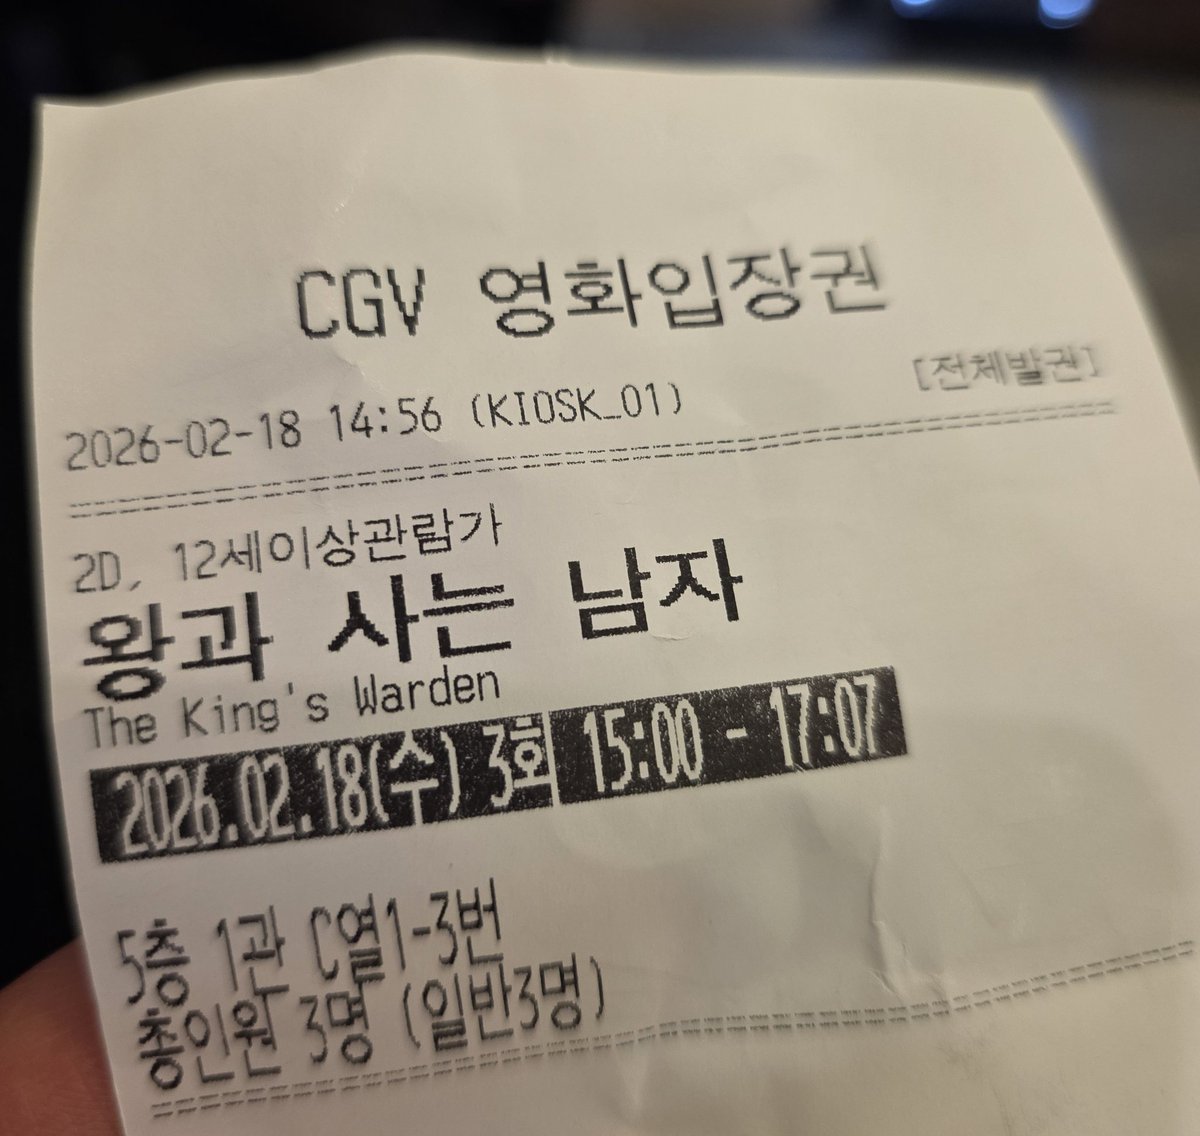 CGV 영화입장권
[전체발권]
2026-02-18 14:56 (KIOSK_01)
2D, 12세이상관람가
왕과 사는 남자
The King's Warden
2026.02.18(수) 3회 15:00 - 17:07
5층 1관 C열1-3번
총인원 3명 (일반3명)